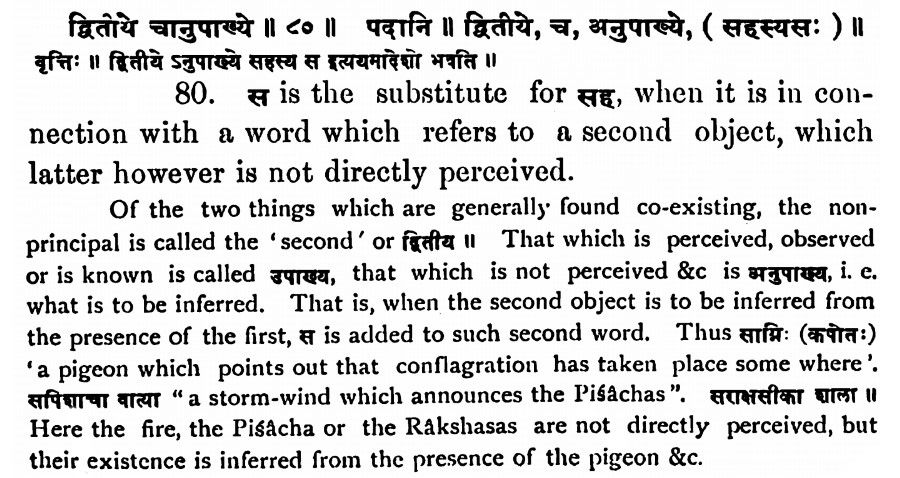 द्वितीये चानुपाख्ये ॥ ८० ॥ पदानि ॥ द्वितीये, च, अनुपाख्ये, ( सहस्यसः ) ॥
वृत्तिः ॥ द्वितीये ऽनुपाख्ये सहस्य स इत्ययमादेशो भवति ॥
80. स is the substitute for सह, when it is in con-
nection with a word which refers to a second object, which
latter however is not directly perceived.
Of the two things which are generally found co-existing, the non-
principal is called the 'second' or द्वितीय ॥ That which is perceived, observed
or is known is called उपाख्य, that which is not perceived &c is अनुपाख्य, i. e.
what is to be inferred. That is, when the second object is to be inferred from
the presence of the first, स is added to such second word. Thus साग्निः (कपोतः)
'a pigeon which points out that conflagration has taken place some where'.
सपिशाचा वात्या "a storm-wind which announces the Piśâchas". सराक्षसीका शाला ॥
Here the fire, the Piśâcha or the Râkshasas are not directly perceived, but
their existence is inferred from the presence of the pigeon &c.